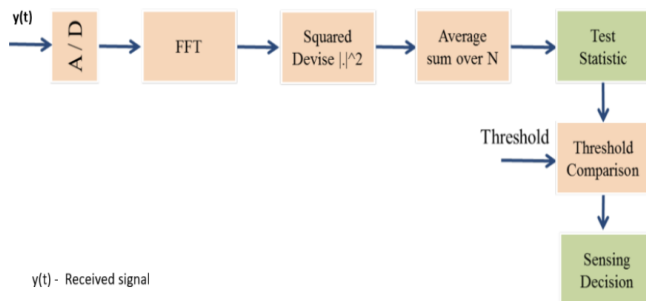 y(t)
A / D
FFT
Squared
Devise |.|^2
Average
sum over N
Test
Statistic
Threshold
Threshold
Comparison
Sensing
Decision
y(t) - Received signal